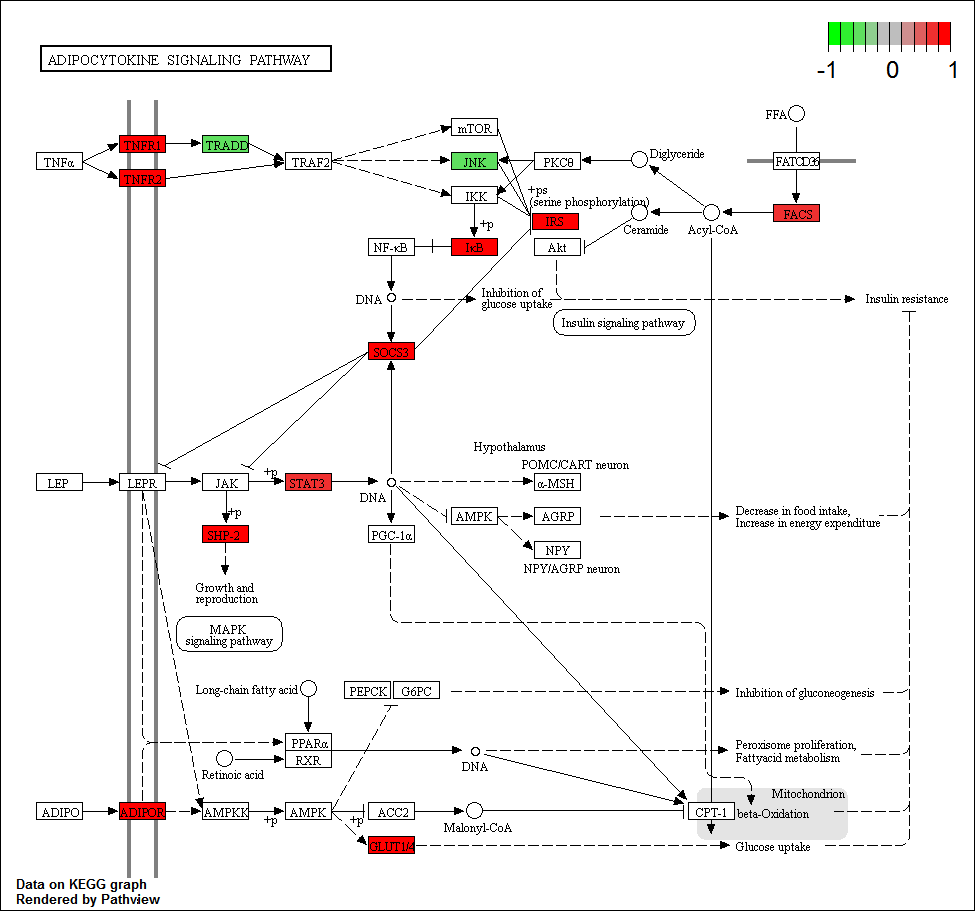 -1 0 1
ADIPOCYTOKINE SIGNALING PATHWAY
FFA
mTOR
TNFR1
TRADD
TNFα
TRAF2
JNK
PKCθ
Diglyceride
FATCD36
TNFR2
IKK
+ps
(serine phosphorylation)
+p
IRS
Ceramide
Acyl-CoA
FACS
NF-κB
IκB
Akt
DNA
Inhibition of
glucose uptake
Insulin resistance
Insulin signaling pathway
SOCS3
Hypothalamus
POMC/CART neuron
LEP
LEPR
JAK
+p
STAT3
DNA
α-MSH
+p
SHP-2
PGC-1α
AMPK
AGRP
Decrease in food intake,
Increase in energy expenditure
NPY
NPY/AGRP neuron
Growth and
reproduction
MAPK
signaling pathway
Long-chain fatty acid
PEPCK
G6PC
Inhibition of gluconeogenesis
PPARα
RXR
Retinoic acid
DNA
Peroxisome proliferation,
Fattyacid metabolism
Mitochondrion
ADIPO
ADIPOR
AMPKK
+p
AMPK
+p
ACC2
Malonyl-CoA
CPT-1
beta-Oxidation
GLUT1/4
Glucose uptake
Data on KEGG graph
Rendered by Pathview